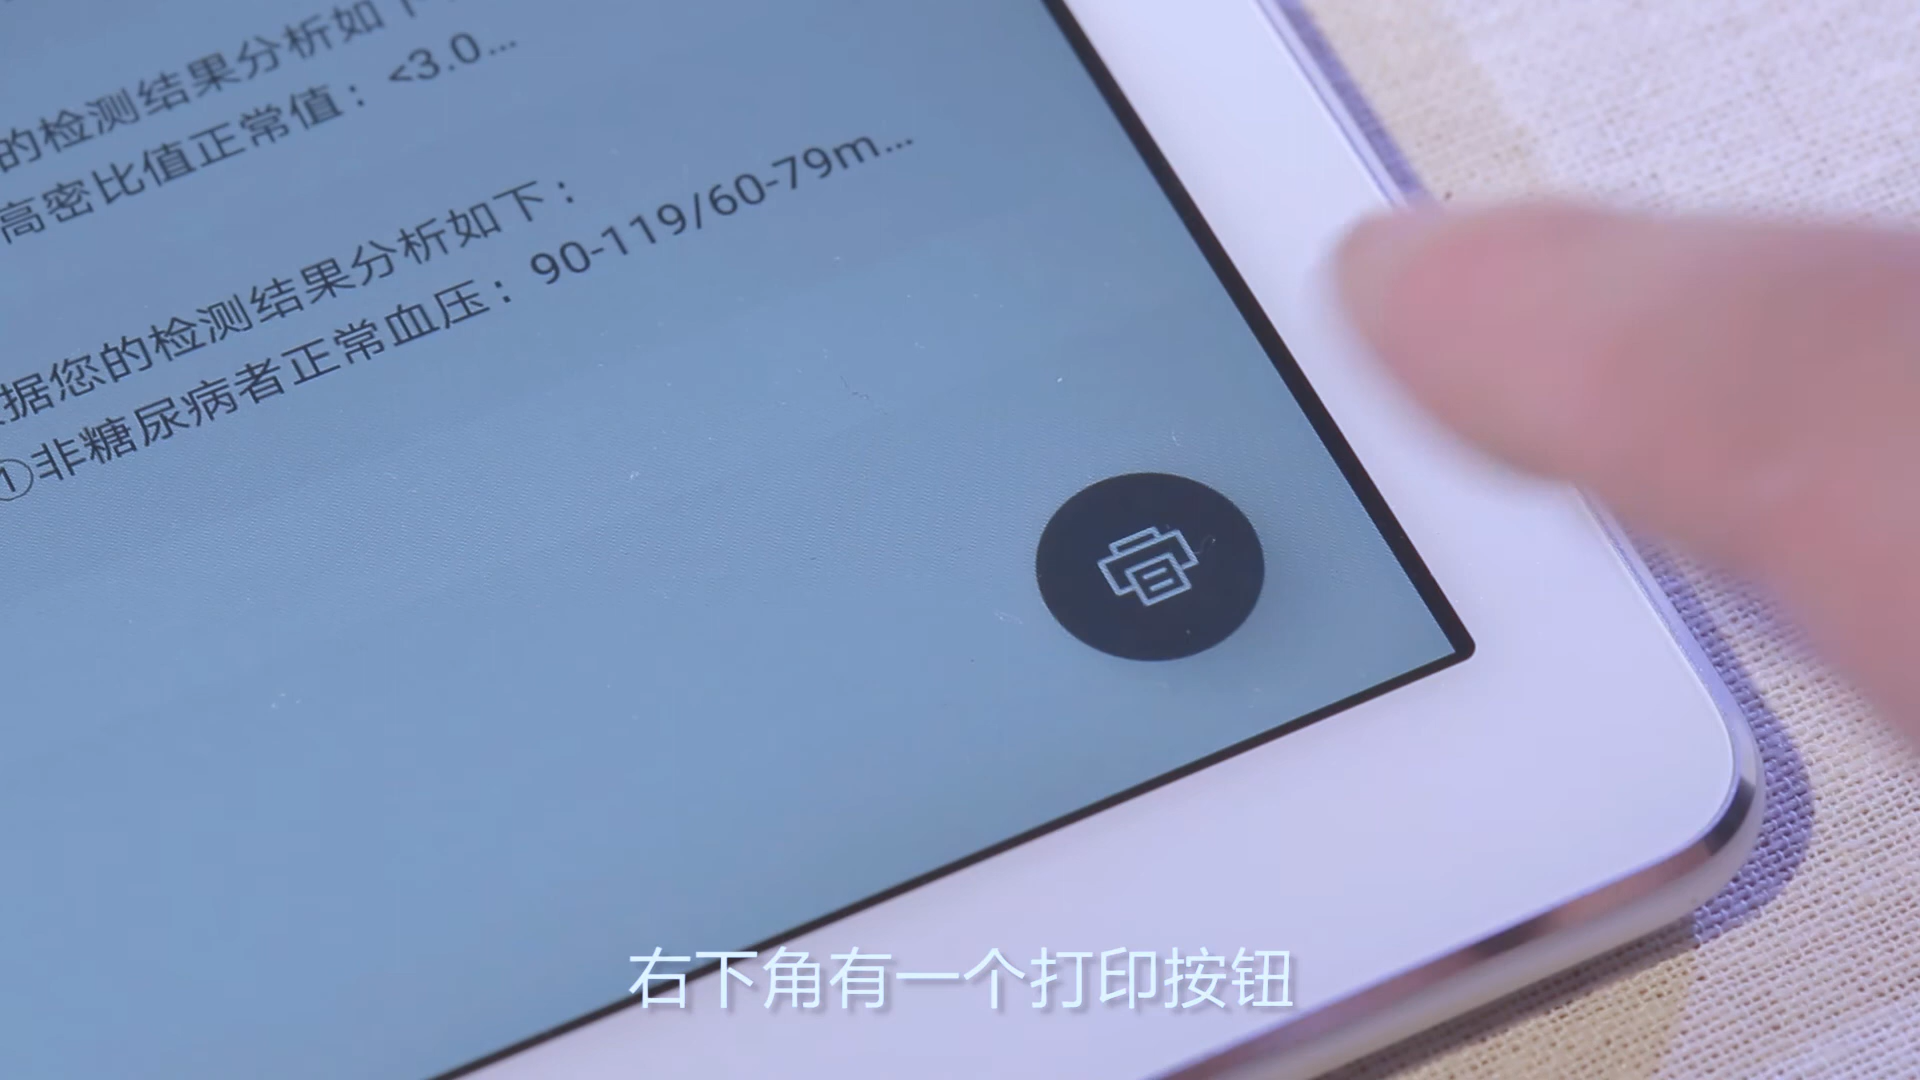 的检测结果分析如下
高密比值正常值：<3.0...
据您的检测结果分析如下：
①非糖尿病者正常血压：90-119/60-79m...
右下角有一个打印按钮